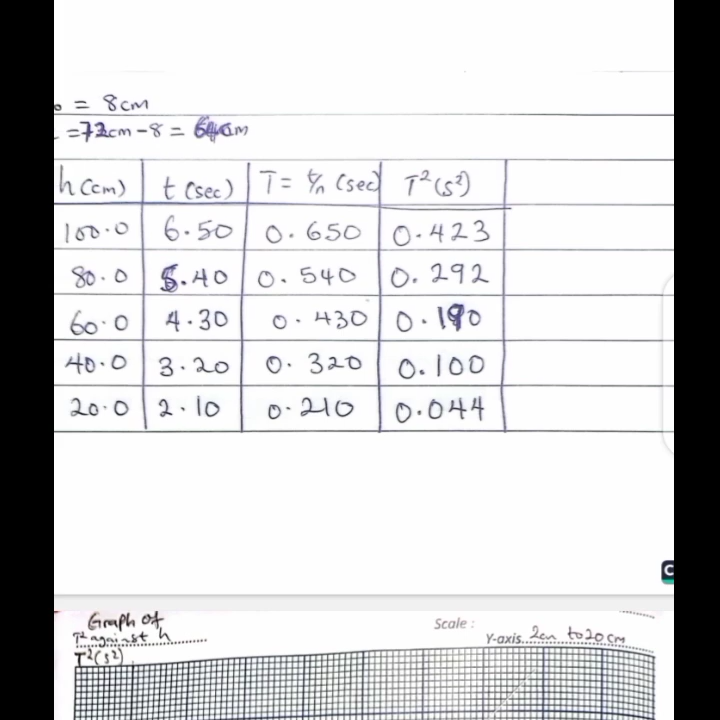 = 8cm
= 72cm - 8 = 64cm
h (cm) t (sec) T = t/n (sec) T² (s²)
100.0 6.50 0.650 0.423
80.0 5.40 0.540 0.292
60.0 4.30 0.430 0.190
40.0 3.20 0.320 0.100
20.0 2.10 0.210 0.044
C
Graph of
T² against h
T² (s²)
Scale :
Y-axis. 2cm to 20cm